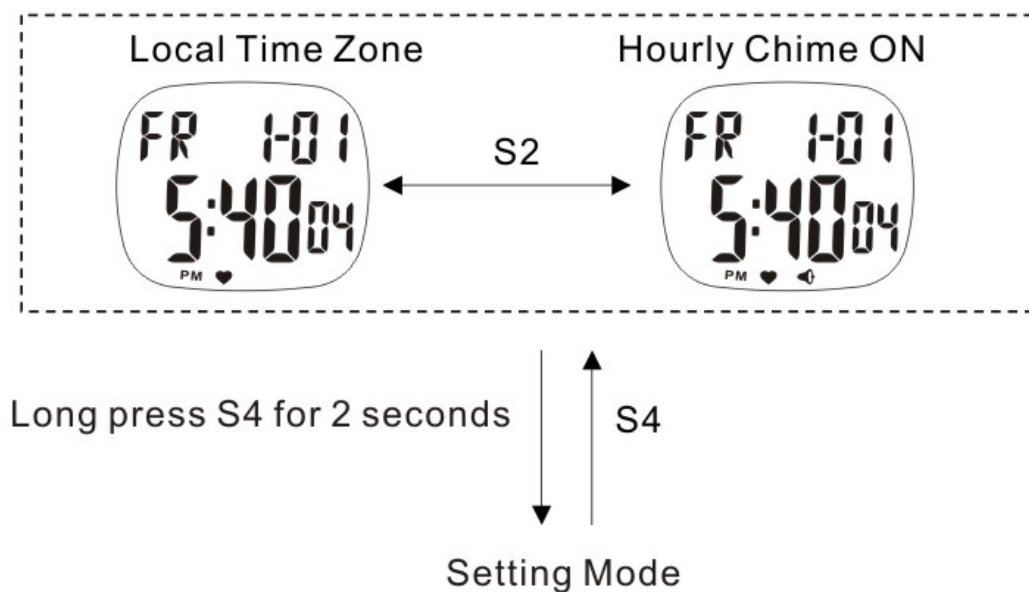 Local Time Zone
Hourly Chime ON
FR 1-01
5:40 04
PM
S2
FR 1-01
5:40 04
PM
Long press S4 for 2 seconds
S4
Setting Mode